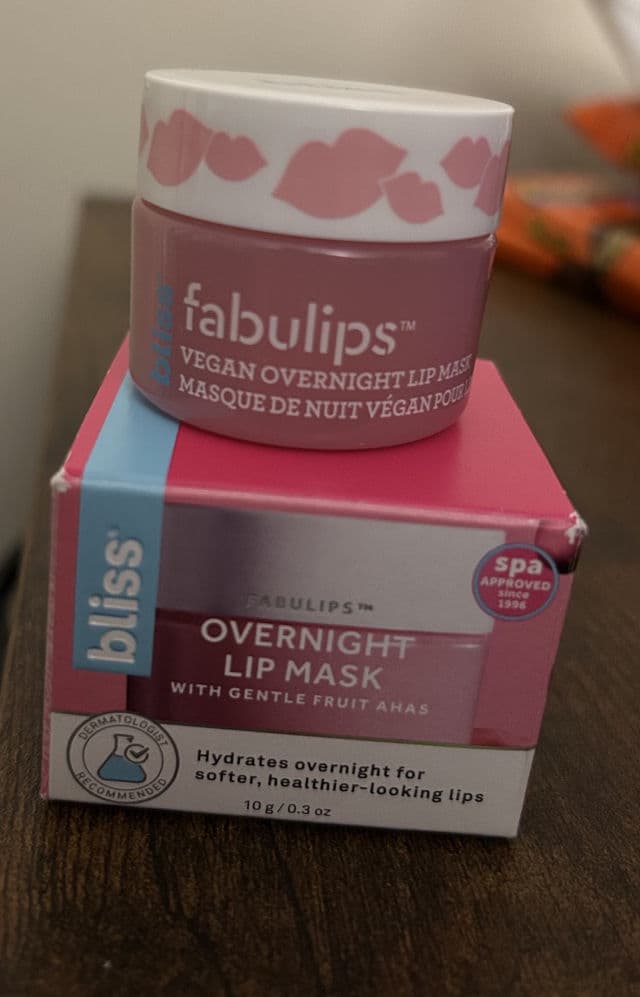 bliss
fabulips™
VEGAN OVERNIGHT LIP MASK
MASQUE DE NUIT VÉGAN POUR
bliss
spa
APPROVED
since
1996
FABULIPS™
OVERNIGHT
LIP MASK
WITH GENTLE FRUIT AHAS
DERMATOLOGIST
RECOMMENDED
Hydrates overnight for
softer, healthier-looking lips
10 g / 0.3 oz